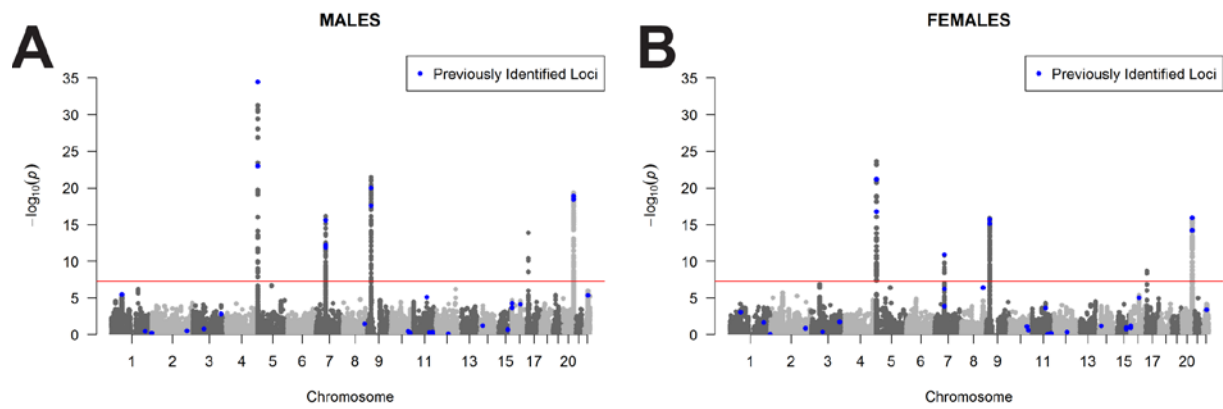 A
MALES
Previously Identified Loci
−log10(p)
35
30
25
20
15
10
5
0
1 2 3 4 5 6 7 8 9 11 13 15 17 20
Chromosome
B
FEMALES
Previously Identified Loci
−log10(p)
35
30
25
20
15
10
5
0
1 2 3 4 5 6 7 8 9 11 13 15 17 20
Chromosome